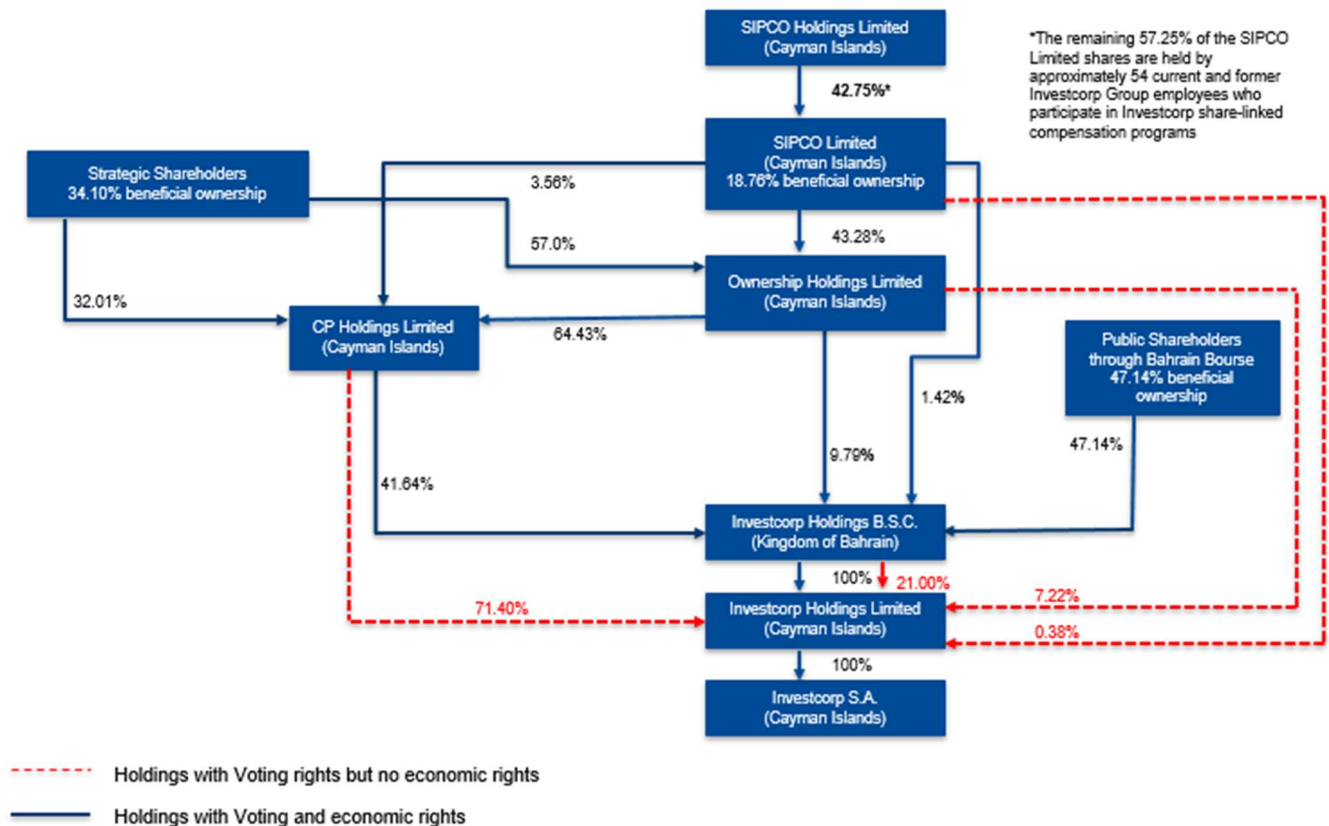 SIPCO Holdings Limited
(Cayman Islands)
*The remaining 57.25% of the SIPCO
Limited shares are held by
approximately 54 current and former
Investcorp Group employees who
participate in Investcorp share-linked
compensation programs
42.75%*
SIPCO Limited
(Cayman Islands)
18.76% beneficial ownership
Strategic Shareholders
34.10% beneficial ownership
3.56%
43.28%
57.0%
Ownership Holdings Limited
(Cayman Islands)
32.01%
CP Holdings Limited
(Cayman Islands)
64.43%
Public Shareholders
through Bahrain Bourse
47.14% beneficial
ownership
1.42%
9.79%
47.14%
41.64%
Investcorp Holdings B.S.C.
(Kingdom of Bahrain)
100%
21.00%
71.40%
7.22%
Investcorp Holdings Limited
(Cayman Islands)
0.38%
100%
Investcorp S.A.
(Cayman Islands)
Holdings with Voting rights but no economic rights
Holdings with Voting and economic rights